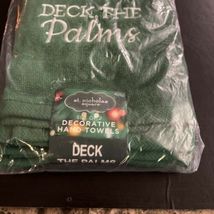 DECK THE
Palms
st. nicholas
square
DECORATIVE
HAND TOWELS
DECK
THE PALMS